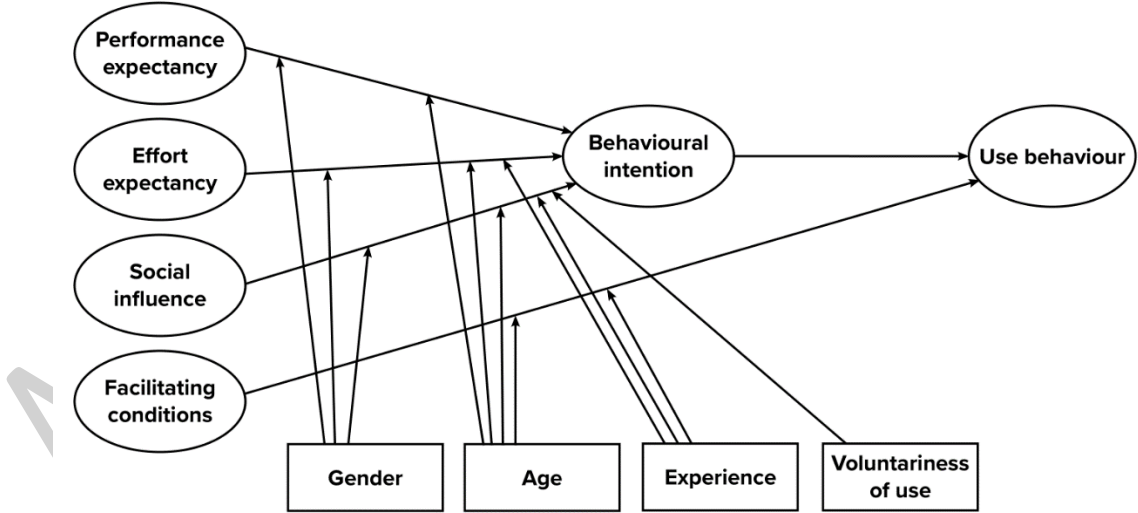 Performance
expectancy
Effort
expectancy
Social
influence
Facilitating
conditions
Behavioural
intention
Use behaviour
Gender
Age
Experience
Voluntariness
of use